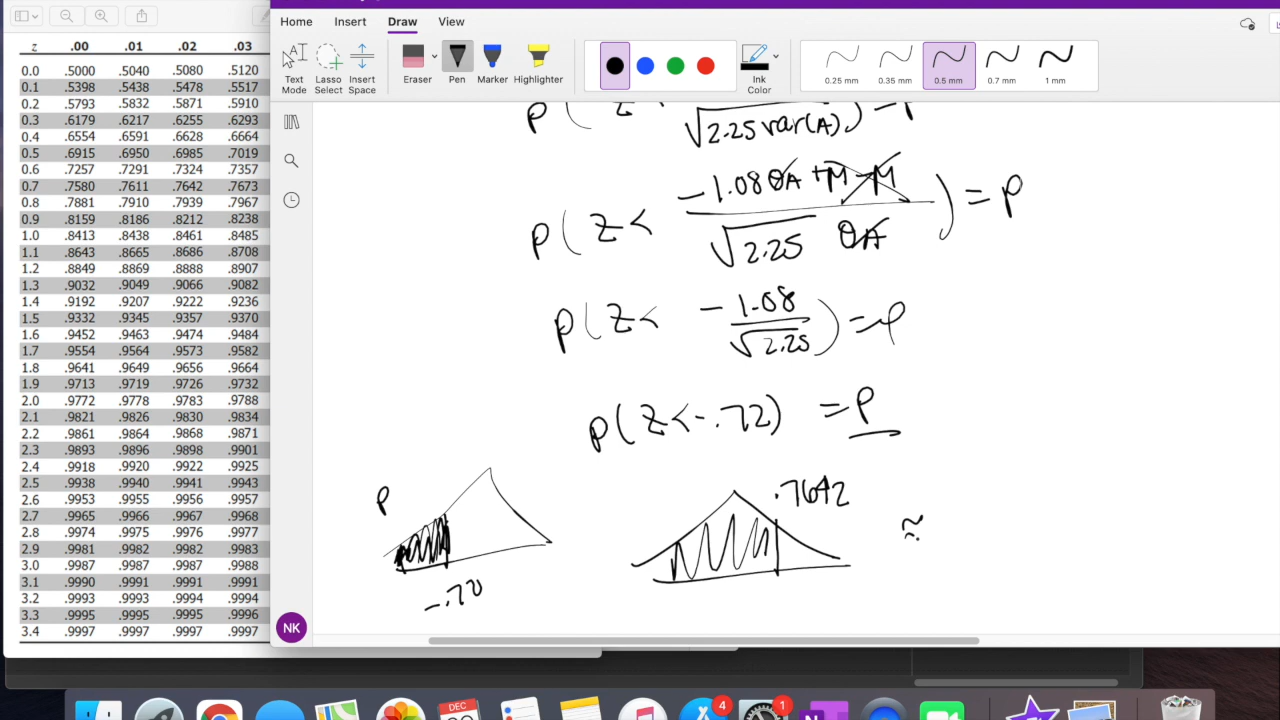 Home Insert Draw View
Text Mode Lasso Select Insert Space Eraser Pen Marker Highlighter Ink Color 0.25 mm 0.35 mm 0.5 mm 0.7 mm 1 mm
z .00 .01 .02 .03
0.0 .5000 .5040 .5080 .5120
0.1 .5398 .5438 .5478 .5517
0.2 .5793 .5832 .5871 .5910
0.3 .6179 .6217 .6255 .6293
0.4 .6554 .6591 .6628 .6664
0.5 .6915 .6950 .6985 .7019
0.6 .7257 .7291 .7324 .7357
0.7 .7580 .7611 .7642 .7673
0.8 .7881 .7910 .7939 .7967
0.9 .8159 .8186 .8212 .8238
1.0 .8413 .8438 .8461 .8485
1.1 .8643 .8665 .8686 .8708
1.2 .8849 .8869 .8888 .8907
1.3 .9032 .9049 .9066 .9082
1.4 .9192 .9207 .9222 .9236
1.5 .9332 .9345 .9357 .9370
1.6 .9452 .9463 .9474 .9484
1.7 .9554 .9564 .9573 .9582
1.8 .9641 .9649 .9656 .9664
1.9 .9713 .9719 .9726 .9732
2.0 .9772 .9778 .9783 .9788
2.1 .9821 .9826 .9830 .9834
2.2 .9861 .9864 .9868 .9871
2.3 .9893 .9896 .9898 .9901
2.4 .9918 .9920 .9922 .9925
2.5 .9938 .9940 .9941 .9943
2.6 .9953 .9955 .9956 .9957
2.7 .9965 .9966 .9967 .9968
2.8 .9974 .9975 .9976 .9977
2.9 .9981 .9982 .9982 .9983
3.0 .9987 .9987 .9987 .9988
3.1 .9990 .9991 .9991 .9991
3.2 .9993 .9993 .9994 .9994
3.3 .9995 .9995 .9995 .9996
3.4 .9997 .9997 .9997 .9997
√2.25 var(A)
-1.08 θA + M - M
P(Z < ) = P
√2.25 θA
P(Z < -1.08 / √2.25) = P
P(Z < -.72) = P
P
.7642
≅
NK
DEC
4
1